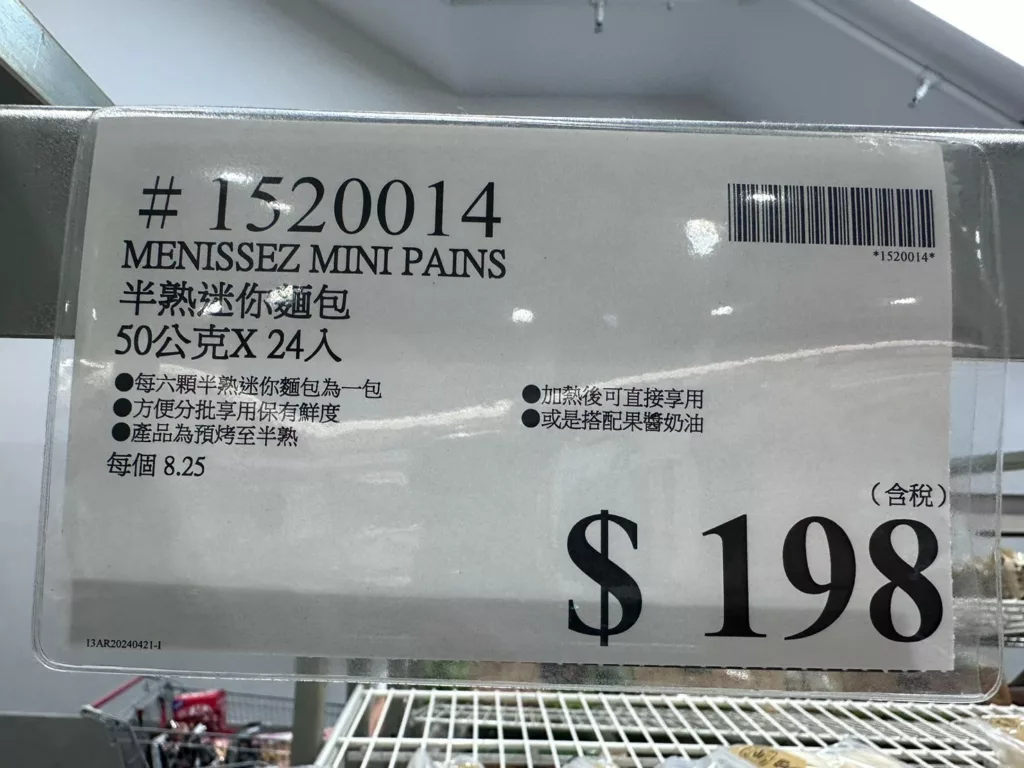 # 1520014
*1520014*
MENISSEZ MINI PAINS
半熟迷你麵包
50公克X 24入
●每六顆半熟迷你麵包為一包
●方便分批享用保有鮮度
●產品為預烤至半熟
●加熱後可直接享用
●或是搭配果醬奶油
每個 8.25
（含稅）
$ 198
13AR20240421-1